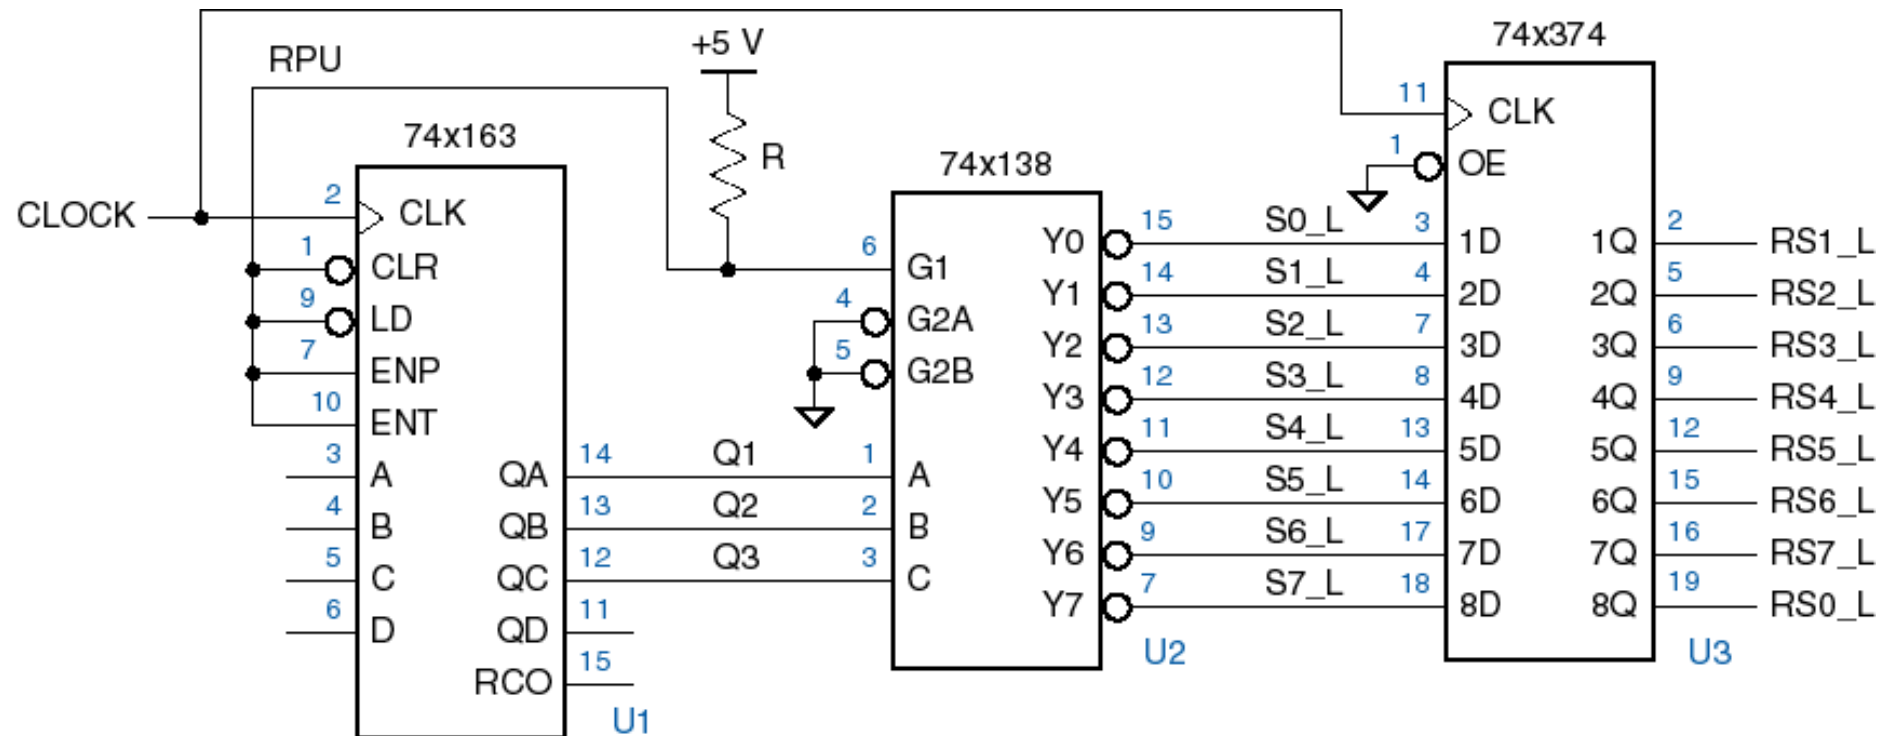 74x374
+5 V
RPU
11 CLK
74x163
R
1 OE
74x138
CLOCK 2 CLK
15 S0_L 3 1D 1Q 2 RS1_L
1 CLR
6 G1 Y0
14 S1_L 4 2D 2Q 5 RS2_L
9 LD
4 G2A Y1
13 S2_L 7 3D 3Q 6 RS3_L
7 ENP
5 G2B Y2
12 S3_L 8 4D 4Q 9 RS4_L
10 ENT
Y3
11 S4_L 13 5D 5Q 12 RS5_L
3 A QA 14 Q1 1 A Y4
10 S5_L 14 6D 6Q 15 RS6_L
4 B QB 13 Q2 2 B Y5
9 S6_L 17 7D 7Q 16 RS7_L
5 C QC 12 Q3 3 C Y6
7 S7_L 18 8D 8Q 19 RS0_L
6 D QD 11 Y7
U2 U3
RCO 15
U1